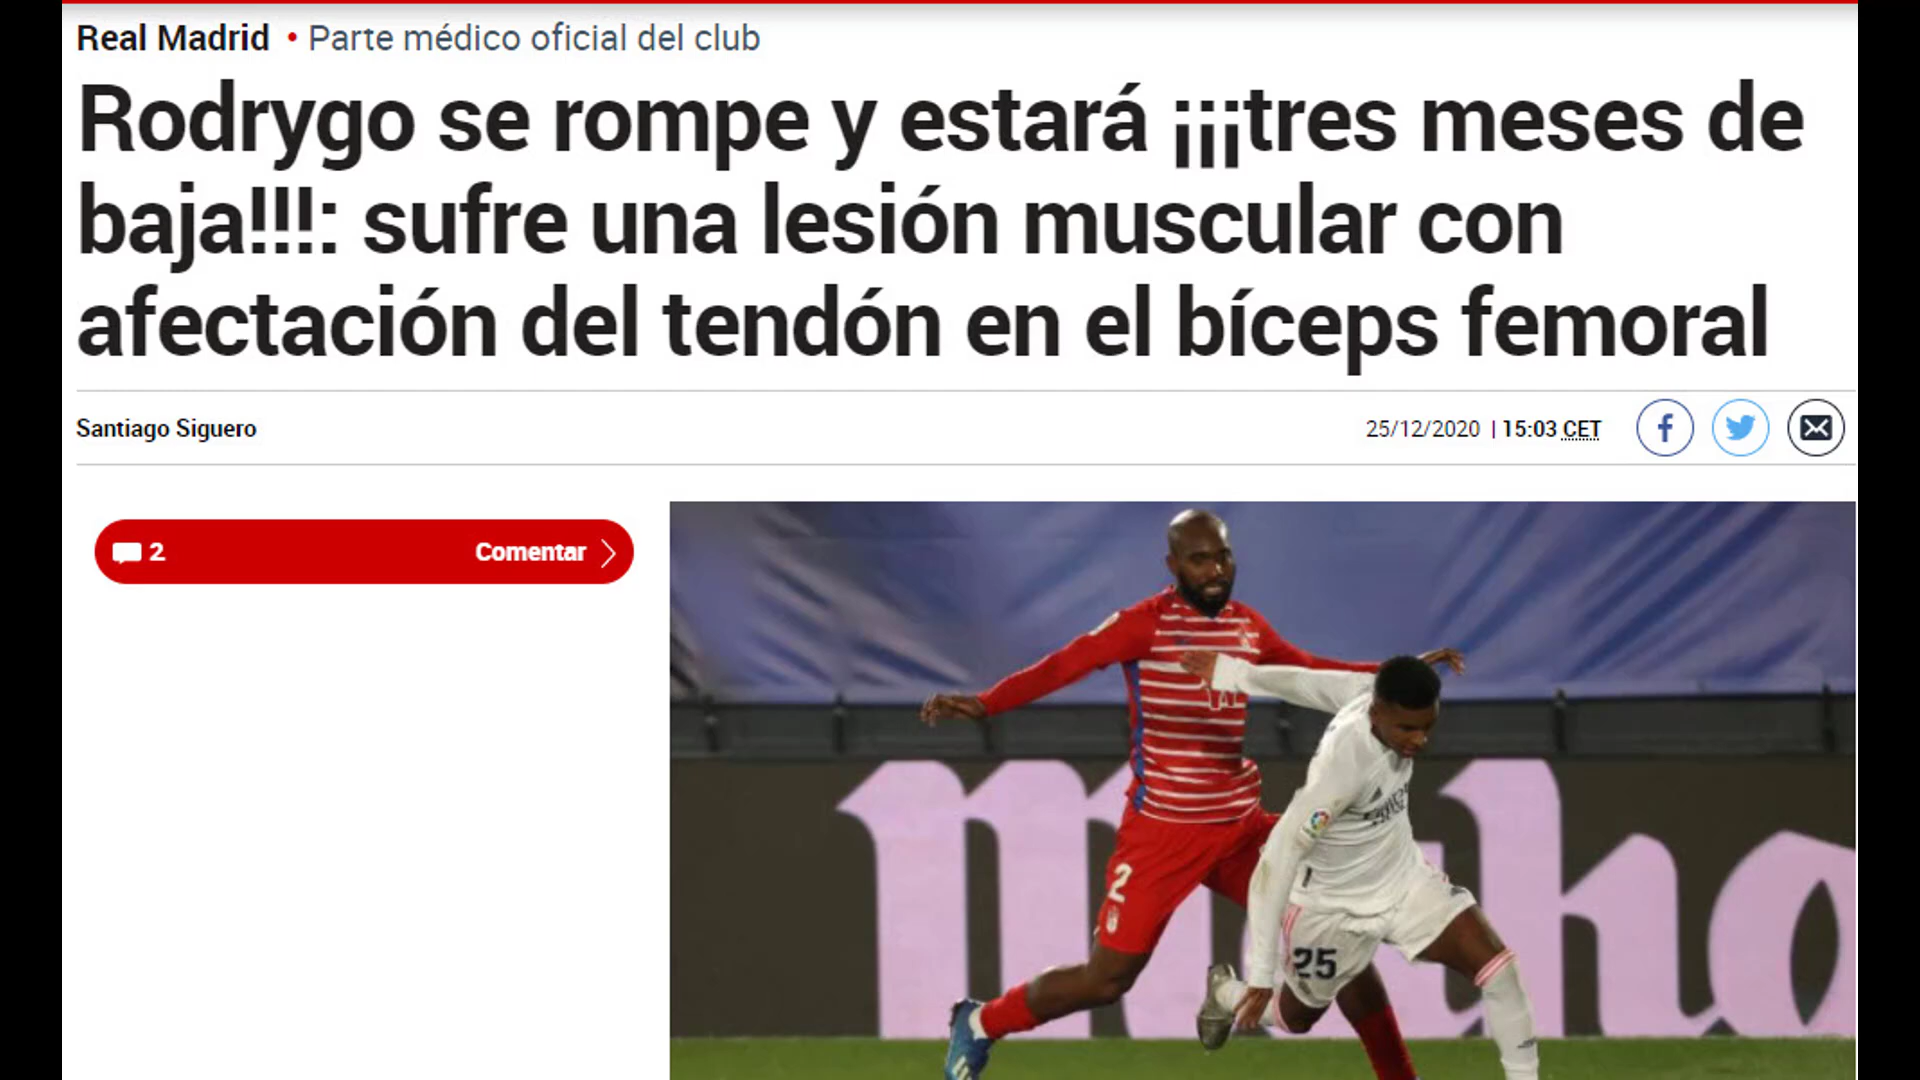 Real Madrid • Parte médico oficial del club
Rodrygo se rompe y estará ¡¡¡tres meses de
baja!!!: sufre una lesión muscular con
afectación del tendón en el bíceps femoral
Santiago Siguero
25/12/2020 | 15:03 CET
2 Comentar
2
25